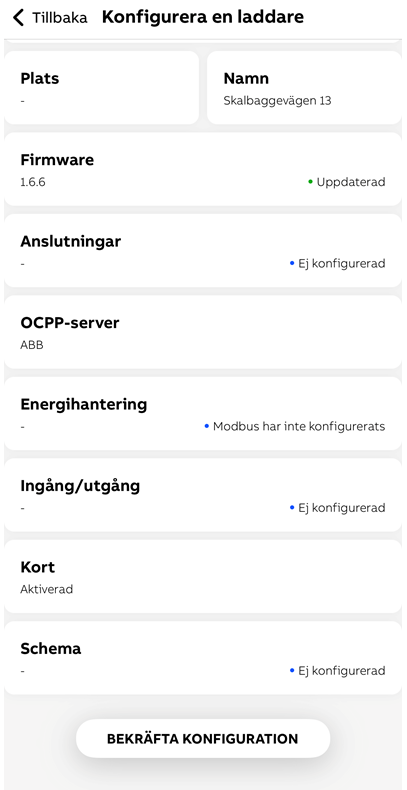 Tillbaka Konfigurera en laddare
Plats
-
Namn
Skalbaggevägen 13
Firmware
1.6.6
Uppdaterad
Anslutningar
-
Ej konfigurerad
OCPP-server
ABB
Energihantering
-
Modbus har inte konfigurerats
Ingång/utgång
-
Ej konfigurerad
Kort
Aktiverad
Schema
-
Ej konfigurerad
BEKRÄFTA KONFIGURATION